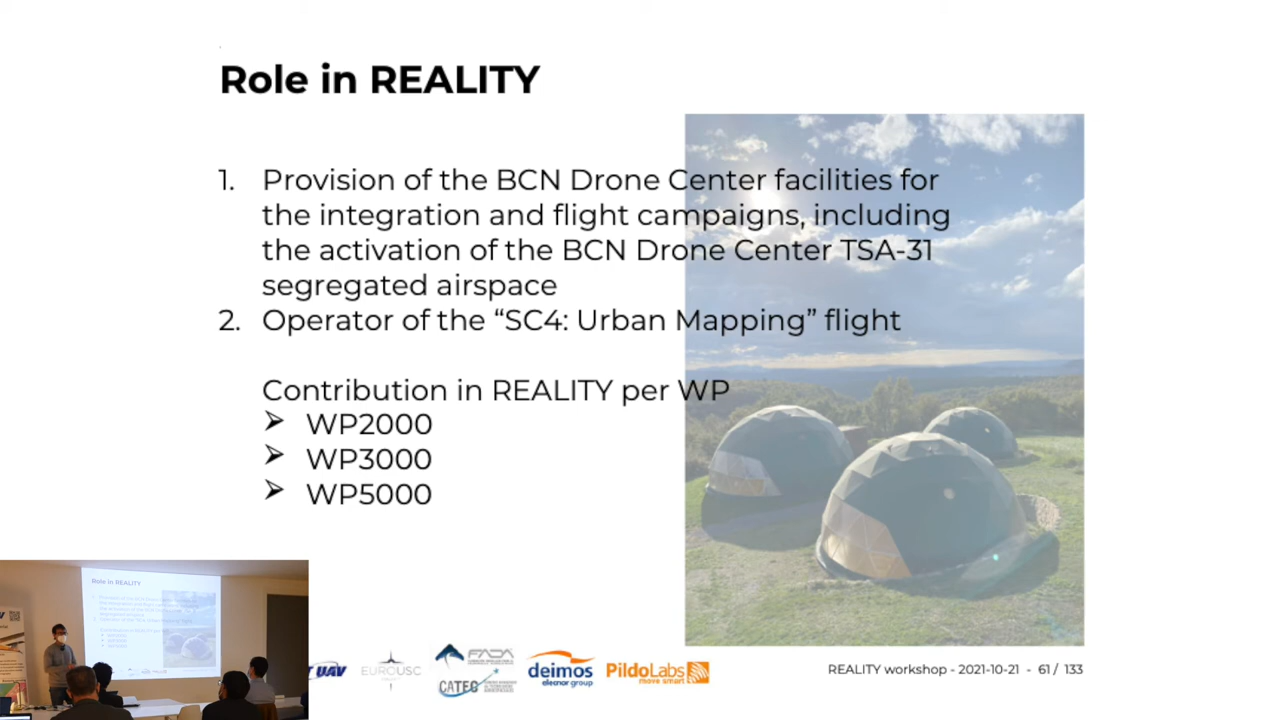 Role in REALITY
1. Provision of the BCN Drone Center facilities for
the integration and flight campaigns, including
the activation of the BCN Drone Center TSA-31
segregated airspace
2. Operator of the “SC4: Urban Mapping” flight
Contribution in REALITY per WP
➢ WP2000
➢ WP3000
➢ WP5000
Role in REALITY
UAV
EUROUSC
FADA
CATEC
deimos
elecnor group
PildoLabs
move smart
REALITY workshop - 2021-10-21 - 61 / 133